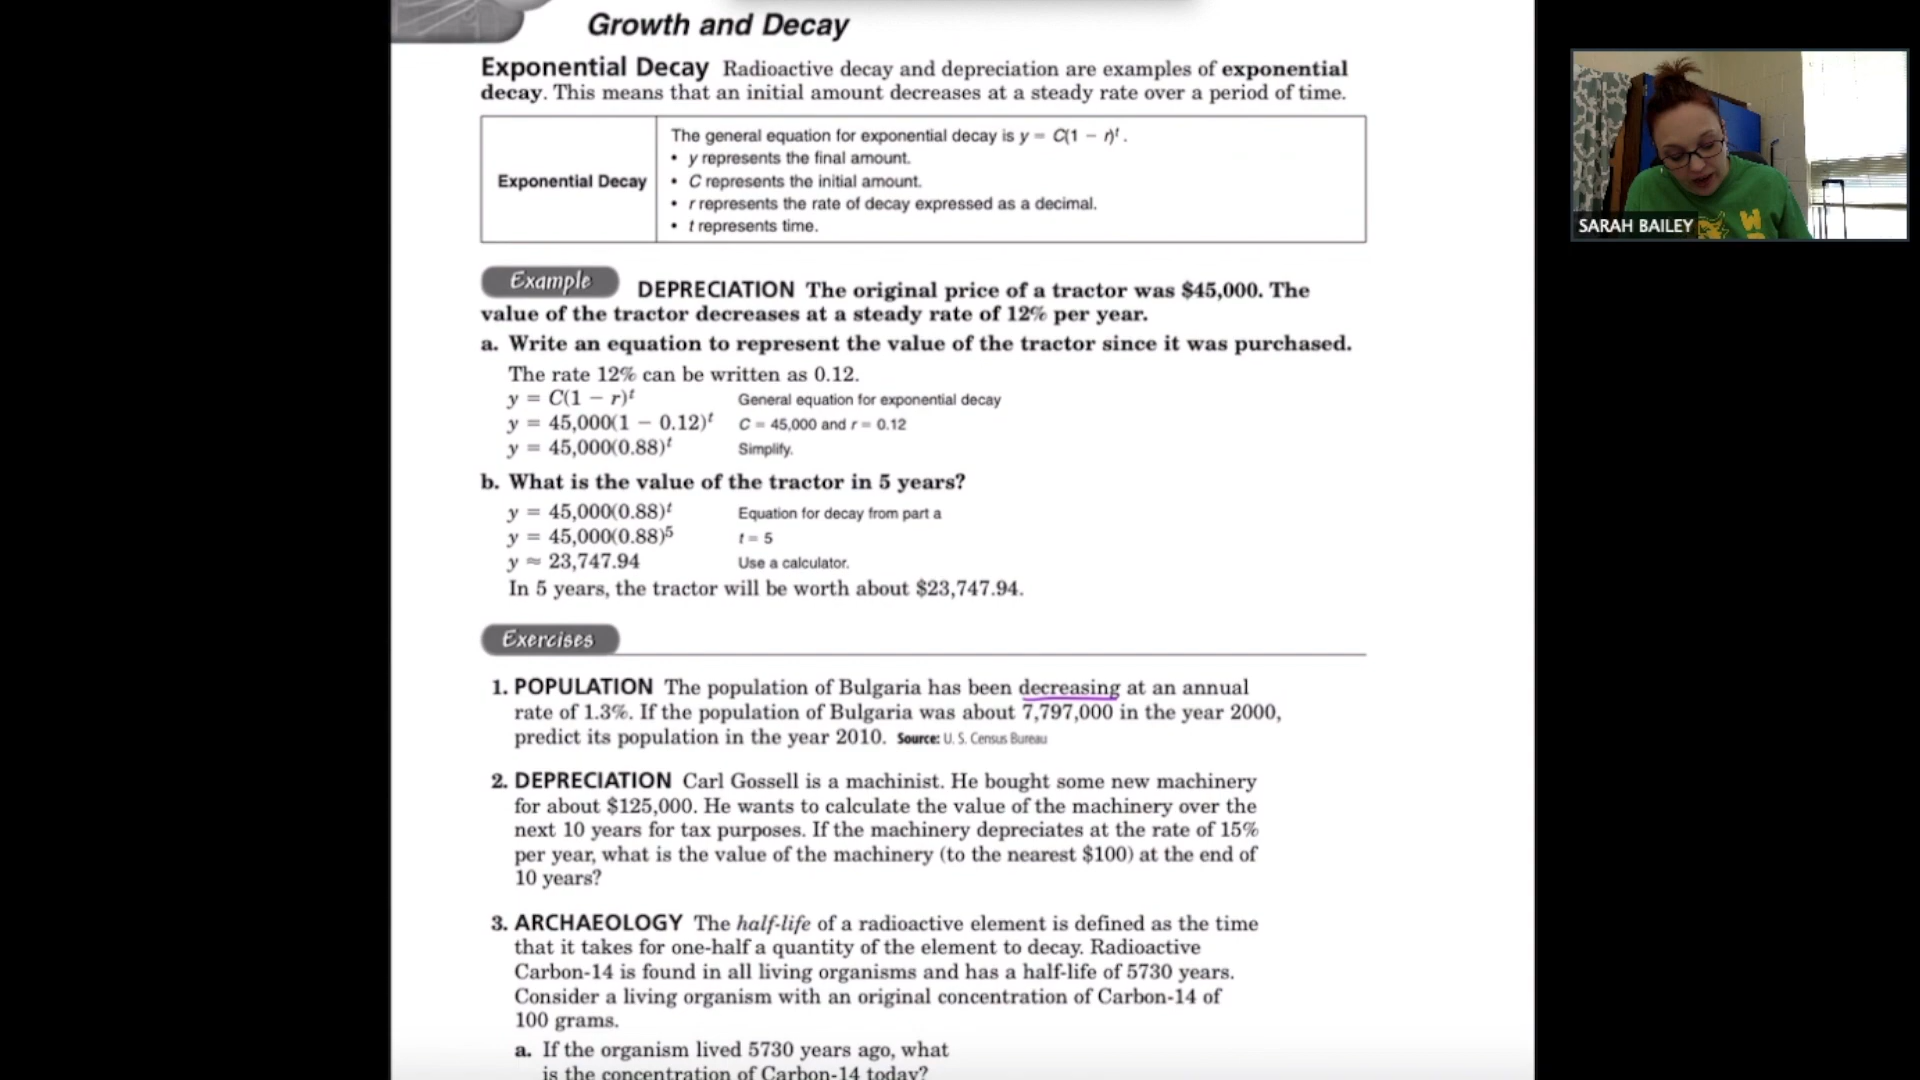 Growth and Decay
Exponential Decay Radioactive decay and depreciation are examples of exponential
decay. This means that an initial amount decreases at a steady rate over a period of time.
Exponential Decay
The general equation for exponential decay is y = C(1 − r)ᵗ.
• y represents the final amount.
• C represents the initial amount.
• r represents the rate of decay expressed as a decimal.
• t represents time.
Example DEPRECIATION The original price of a tractor was $45,000. The
value of the tractor decreases at a steady rate of 12% per year.
a. Write an equation to represent the value of the tractor since it was purchased.
The rate 12% can be written as 0.12.
y = C(1 − r)ᵗ General equation for exponential decay
y = 45,000(1 − 0.12)ᵗ C = 45,000 and r = 0.12
y = 45,000(0.88)ᵗ Simplify.
b. What is the value of the tractor in 5 years?
y = 45,000(0.88)ᵗ Equation for decay from part a
y = 45,000(0.88)⁵ t = 5
y ≈ 23,747.94 Use a calculator.
In 5 years, the tractor will be worth about $23,747.94.
Exercises
1. POPULATION The population of Bulgaria has been decreasing at an annual
rate of 1.3%. If the population of Bulgaria was about 7,797,000 in the year 2000,
predict its population in the year 2010. Source: U. S. Census Bureau
2. DEPRECIATION Carl Gossell is a machinist. He bought some new machinery
for about $125,000. He wants to calculate the value of the machinery over the
next 10 years for tax purposes. If the machinery depreciates at the rate of 15%
per year, what is the value of the machinery (to the nearest $100) at the end of
10 years?
3. ARCHAEOLOGY The half-life of a radioactive element is defined as the time
that it takes for one-half a quantity of the element to decay. Radioactive
Carbon-14 is found in all living organisms and has a half-life of 5730 years.
Consider a living organism with an original concentration of Carbon-14 of
100 grams.
a. If the organism lived 5730 years ago, what
is the concentration of Carbon-14 today?
SARAH BAILEY